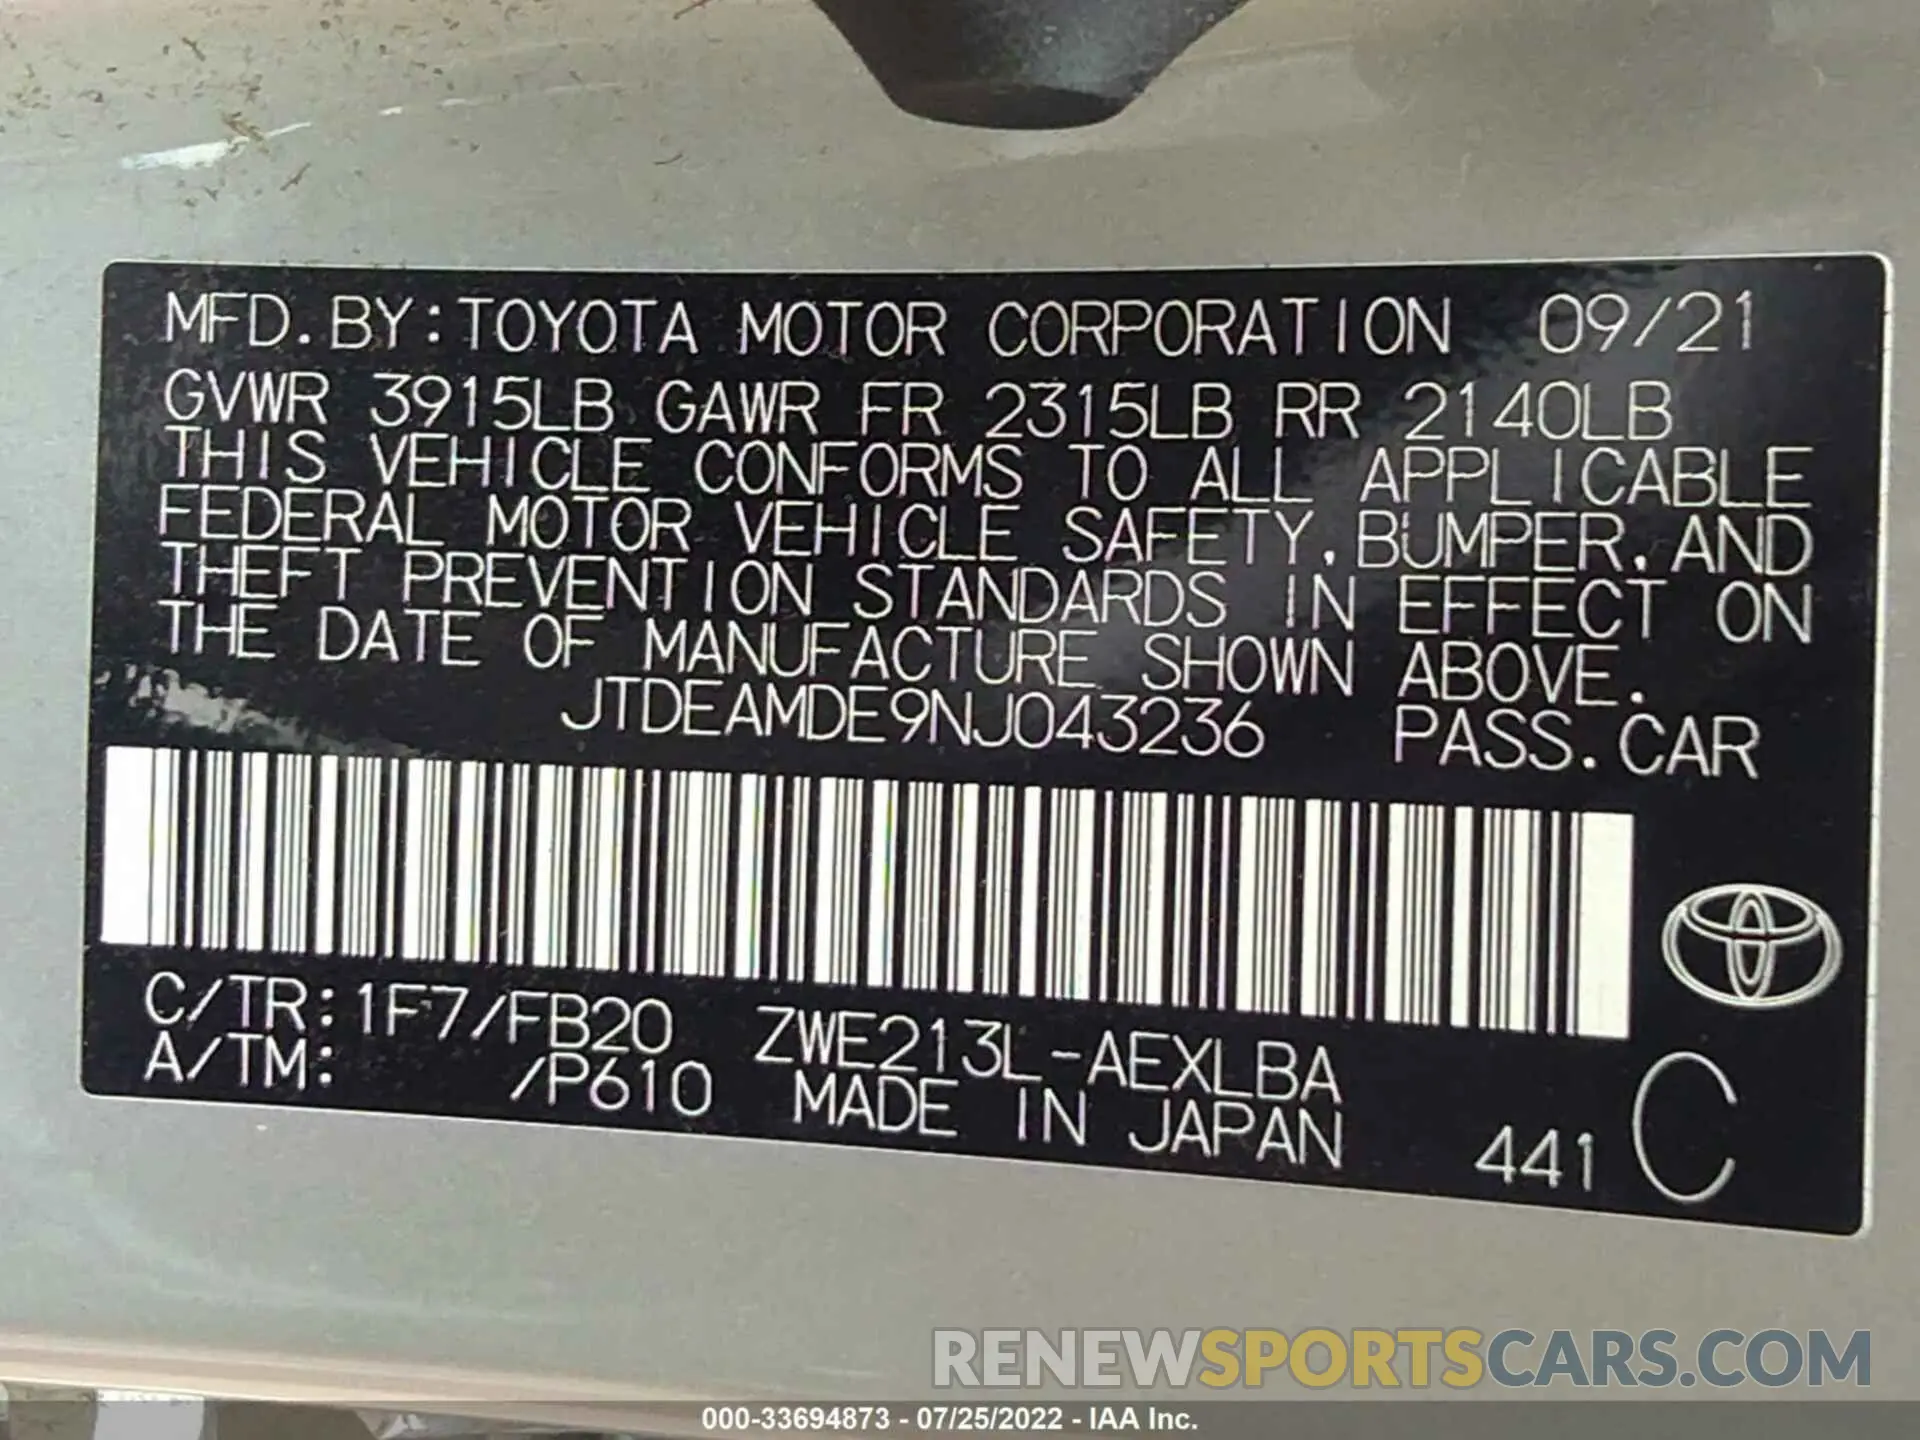 MFD. BY: TOYOTA MOTOR CORPORATION 09/21
GVWR 3915LB GAWR FR 2315LB RR 2140LB
THIS VEHICLE CONFORMS TO ALL APPLICABLE
FEDERAL MOTOR VEHICLE SAFETY, BUMPER, AND
THEFT PREVENTION STANDARDS IN EFFECT ON
THE DATE OF MANUFACTURE SHOWN ABOVE.
JTDEAMDE9NJ043236 PASS. CAR
C/TR: 1F7/FB20 ZWE213L-AEXLBA
A/TM: /P610 MADE IN JAPAN 441 C
RENEWSPORTSCARS.COM
000-33694873 - 07/25/2022 - IAA Inc.